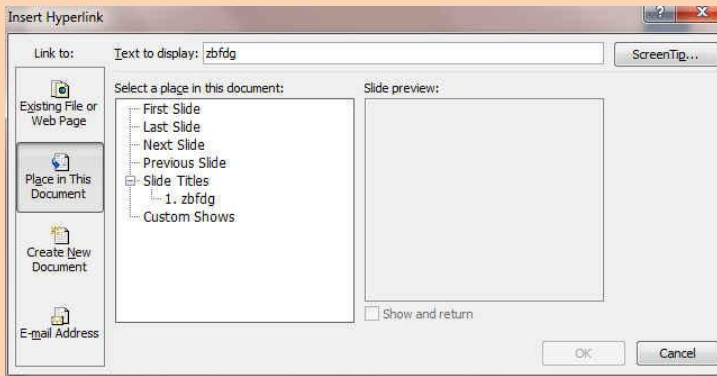 Insert Hyperlink
? X
Link to:
Text to display: zbfdg
ScreenTip...
Existing File or
Web Page
Place in This
Document
Create New
Document
E-mail Address
Select a place in this document:
First Slide
Last Slide
Next Slide
Previous Slide
Slide Titles
1. zbfdg
Custom Shows
Slide preview:
Show and return
OK
Cancel